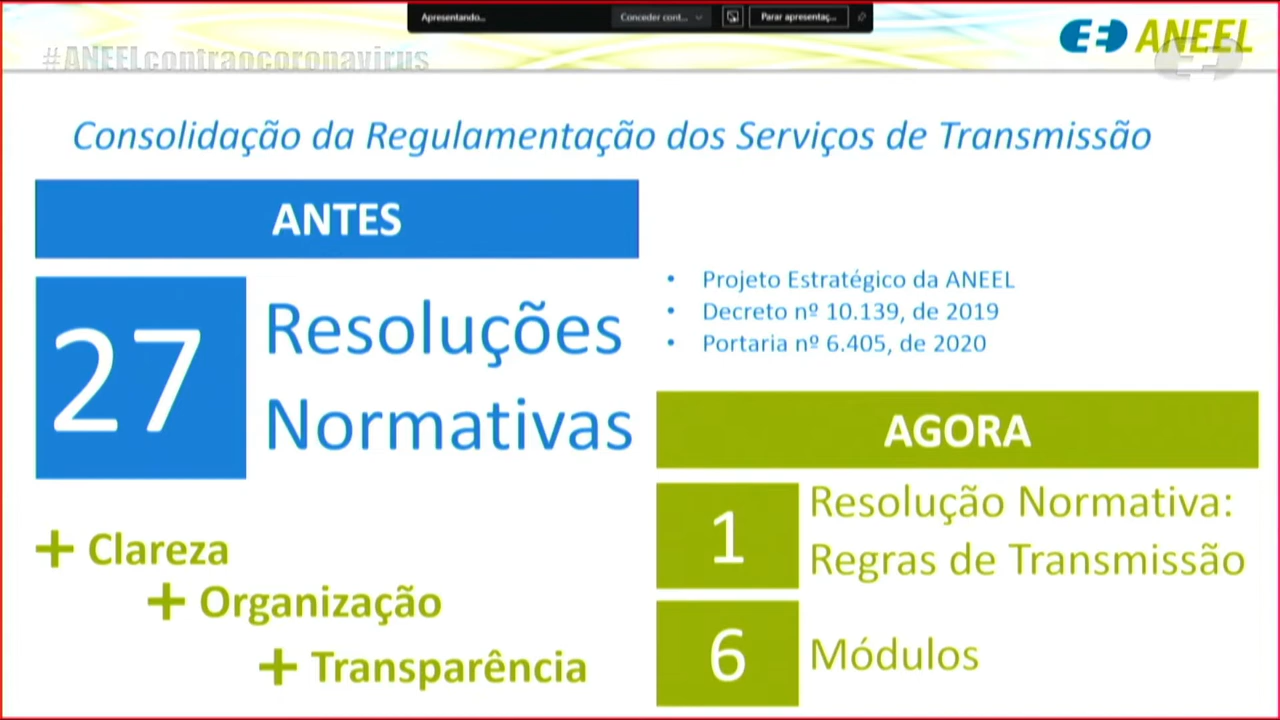 Apresentando...
Conceder cont...
Parar apresentaç...
ANEEL
#ANEELcontraocoronavirus
Consolidação da Regulamentação dos Serviços de Transmissão
ANTES
27
Resoluções
Normativas
• Projeto Estratégico da ANEEL
• Decreto nº 10.139, de 2019
• Portaria nº 6.405, de 2020
AGORA
1
Resolução Normativa:
Regras de Transmissão
6
Módulos
+ Clareza
+ Organização
+ Transparência